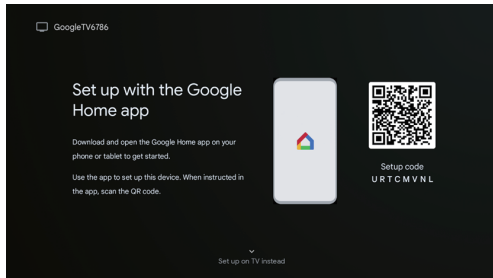 GoogleTV6786
Set up with the Google
Home app
Download and open the Google Home app on your
phone or tablet to get started.
Use the app to set up this device. When instructed in
the app, scan the QR code.
Setup code
URTCMVNL
Set up on TV instead